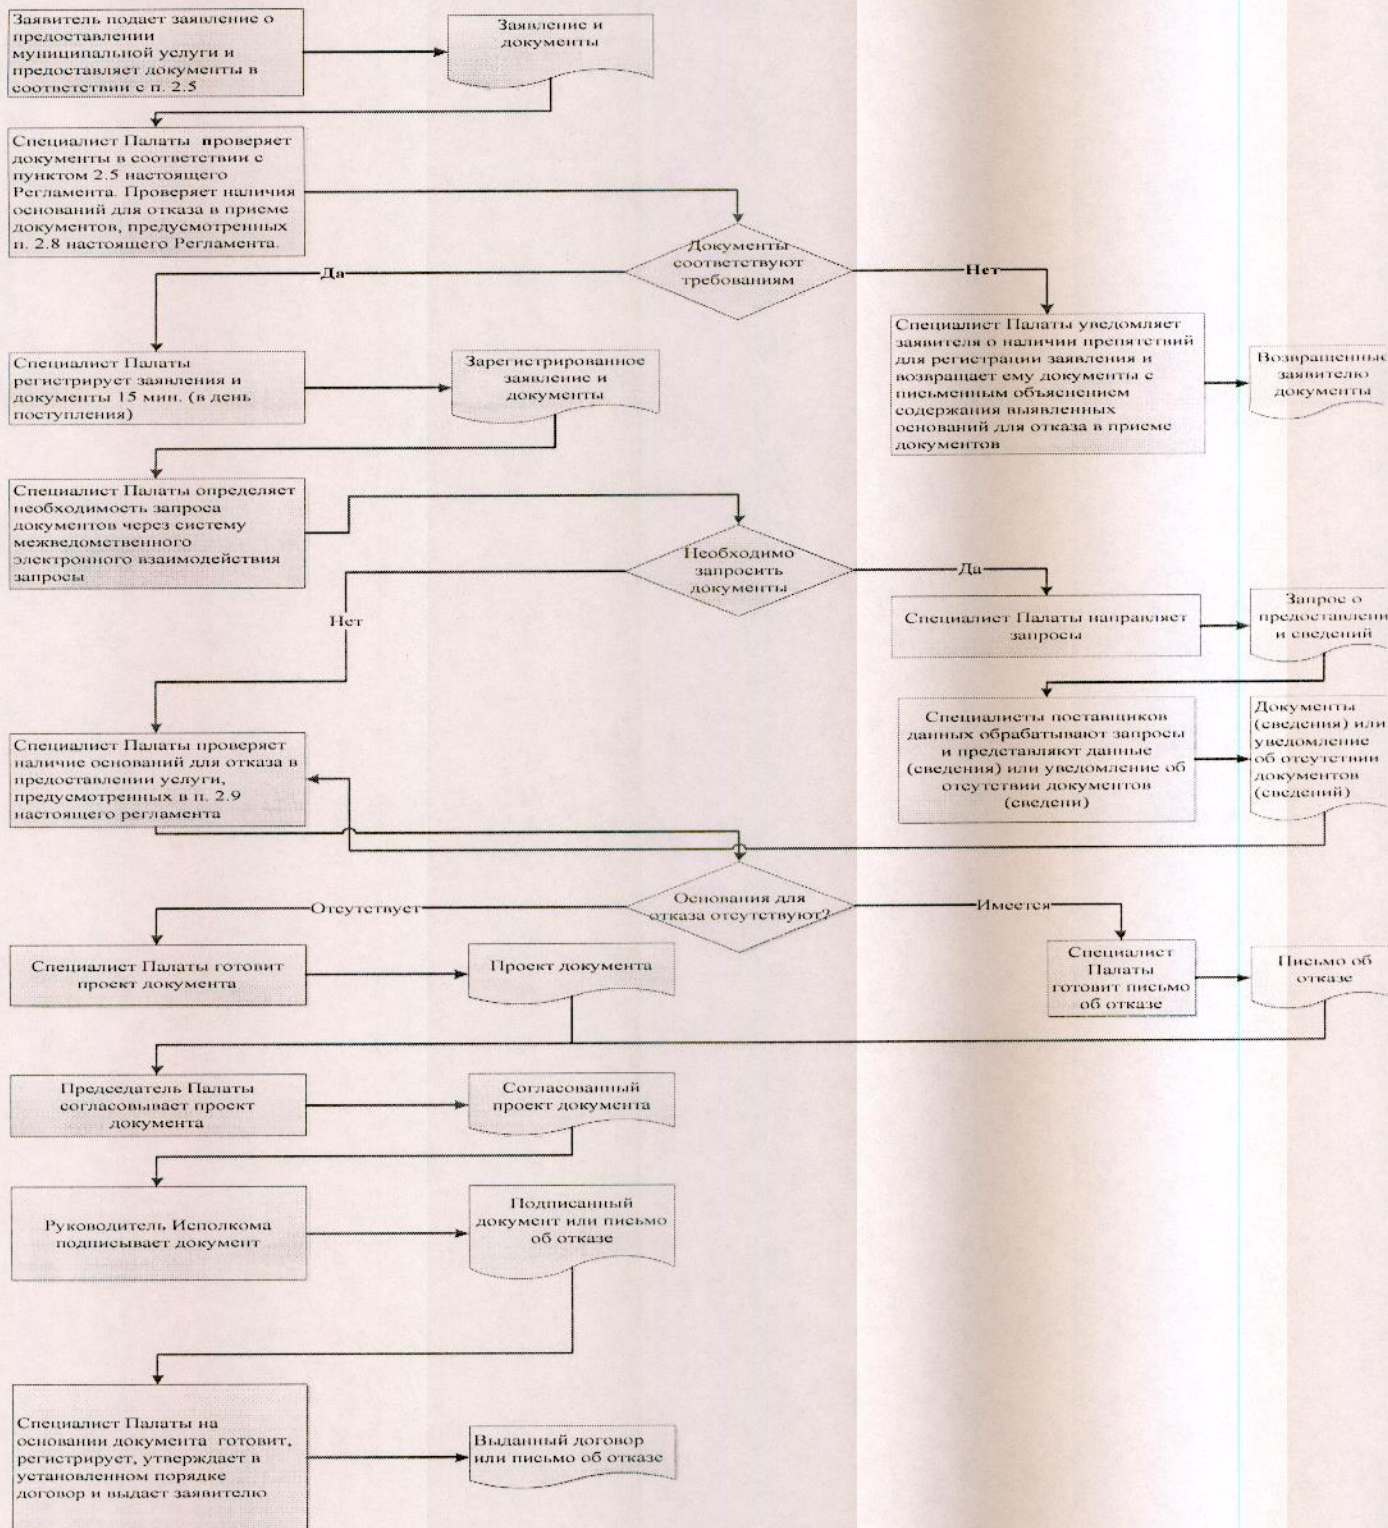 Заявитель подает заявление о
предоставлении
муниципальной услуги и
предоставляет документы в
соответствии с п. 2.5
Заявление и
документы
Специалист Палаты проверяет
документы в соответствии с
пунктом 2.5 настоящего
Регламента. Проверяет наличия
оснований для отказа в приеме
документов, предусмотренных
п. 2.8 настоящего Регламента.
Документы
соответствуют
требованиям
Да
Нет
Специалист Палаты
регистрирует заявления и
документы 15 мин. (в день
поступления)
Зарегистрированное
заявление и
документы
Специалист Палаты уведомляет
заявителя о наличии препятствий
для регистрации заявления и
возвращает ему документы с
письменным объяснением
содержания выявленных
оснований для отказа в приеме
документов
Возвращенные
заявителю
документы
Специалист Палаты определяет
необходимость запроса
документов через систему
межведомственного
электронного взаимодействия
запросы
Необходимо
запросить
документы
Да
Нет
Специалист Палаты направляет
запросы
Запрос о
предоставлени
и сведений
Специалисты поставщиков
данных обрабатывают запросы
и представляют данные
(сведения) или уведомление об
отсутствии документов
(сведени)
Документы
(сведения) или
уведомление
об отсутствии
документов
(сведений)
Специалист Палаты проверяет
наличие оснований для отказа в
предоставлении услуги,
предусмотренных в п. 2.9
настоящего регламента
Основания для
отказа отсутствуют?
Отсутствует
Имеется
Специалист Палаты готовит
проект документа
Проект документа
Специалист
Палаты
готовит письмо
об отказе
Письмо об
отказе
Председатель Палаты
согласовывает проект
документа
Согласованный
проект документа
Руководитель Исполкома
подписывает документ
Подписанный
документ или письмо
об отказе
Специалист Палаты на
основании документа готовит,
регистрирует, утверждает в
установленном порядке
договор и выдает заявителю
Выданный договор
или письмо об отказе